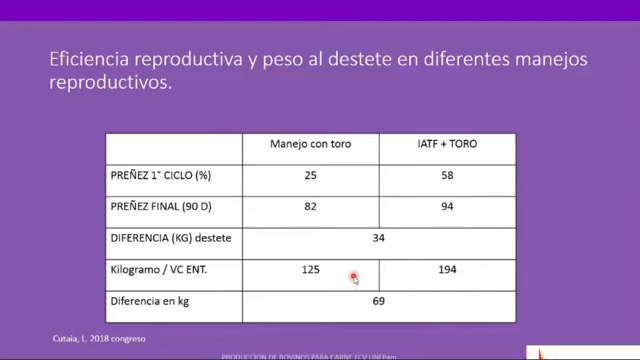 Eficiencia reproductiva y peso al destete en diferentes manejos
reproductivos.
Manejo con toro IATF + TORO
PREÑEZ 1° CICLO (%) 25 58
PREÑEZ FINAL (90 D) 82 94
DIFERENCIA (KG) destete 34
Kilogramo / VC ENT. 125 194
Diferencia en kg 69
Cutaia, L. 2018 congreso
PRODUCCION DE BOVINOS PARA CARNE FCV UNLPam